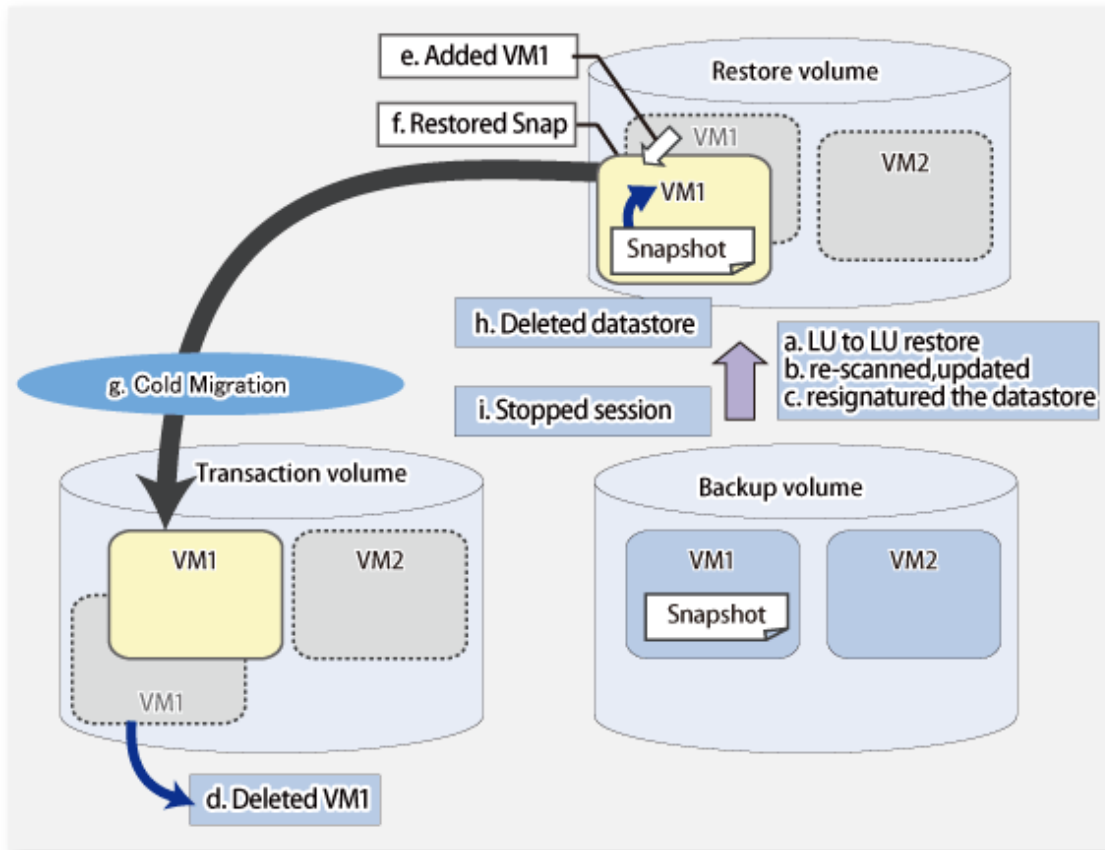 e. Added VM1
Restore volume
f. Restored Snap
VM1
VM2
VM1
Snapshot
h. Deleted datastore
a. LU to LU restore
b. re-scanned,updated
c. resignatured the datastore
g. Cold Migration
i. Stopped session
Transaction volume
Backup volume
VM1
VM2
VM1
VM2
Snapshot
VM1
d. Deleted VM1